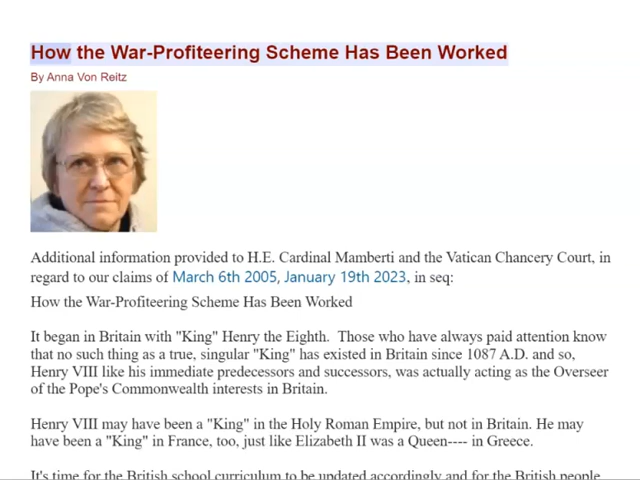 How the War-Profiteering Scheme Has Been Worked
By Anna Von Reitz
Additional information provided to H.E. Cardinal Mamberti and the Vatican Chancery Court, in
regard to our claims of March 6th 2005, January 19th 2023, in seq:
How the War-Profiteering Scheme Has Been Worked
It began in Britain with "King" Henry the Eighth.  Those who have always paid attention know
that no such thing as a true, singular "King" has existed in Britain since 1087 A.D. and so,
Henry VIII like his immediate predecessors and successors, was actually acting as the Overseer
of the Pope's Commonwealth interests in Britain.
Henry VIII may have been a "King" in the Holy Roman Empire, but not in Britain. He may
have been a "King" in France, too, just like Elizabeth II was a Queen---- in Greece.
It's time for the British school curriculum to be updated accordingly and for the British people